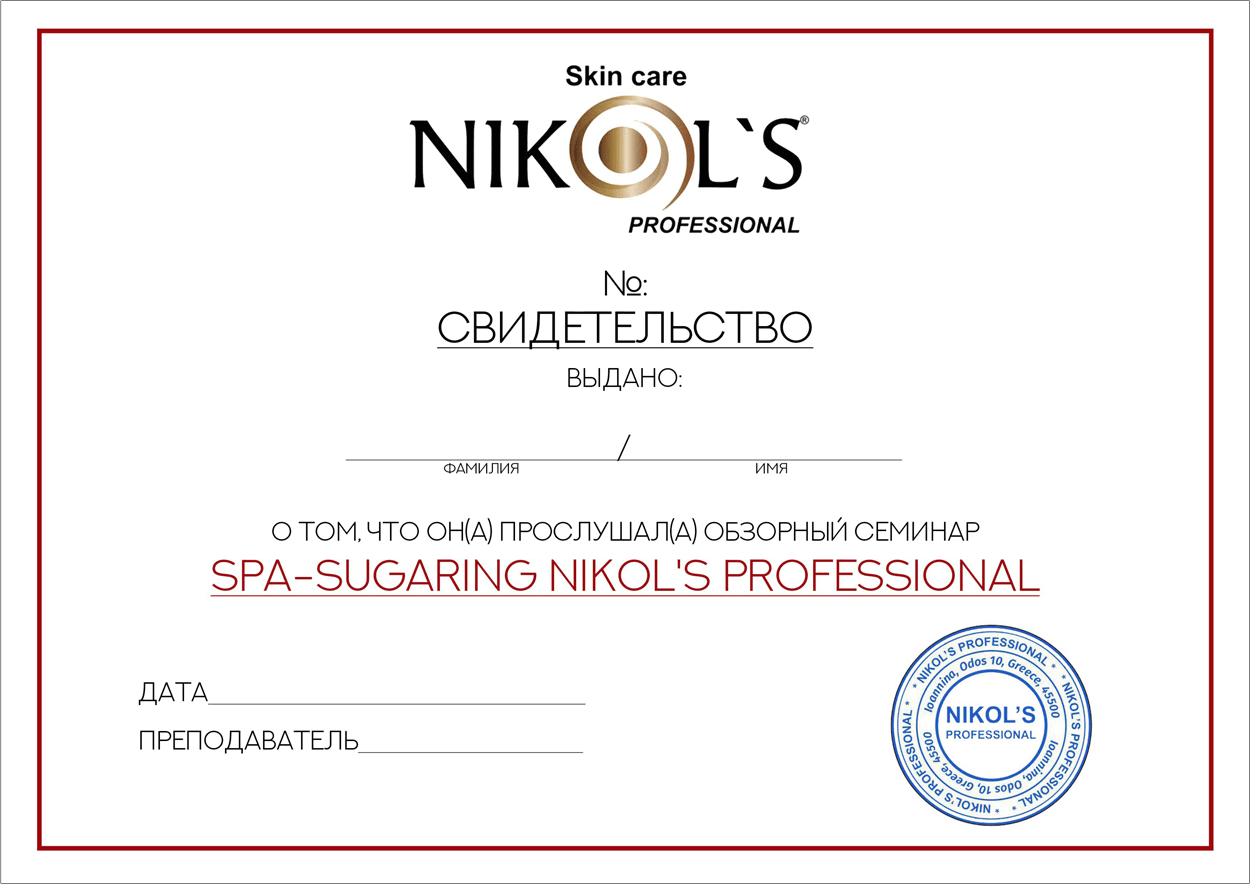 Skin care
NIKOL`S®
PROFESSIONAL
№:
СВИДЕТЕЛЬСТВО
ВЫДАНО:
/
ФАМИЛИЯ ИМЯ
О ТОМ, ЧТО ОН(А) ПРОСЛУШАЛ(А) ОБЗОРНЫЙ СЕМИНАР
SPA-SUGARING NIKOL'S PROFESSIONAL
ДАТА
ПРЕПОДАВАТЕЛЬ
* NIKOL'S PROFESSIONAL * * NIKOL'S PROFESSIONAL * * NIKOL'S PROFESSIONAL *
Ioannina, Odos 10, Greece, 45500 Ioannina, Odos 10, Greece, 45500
NIKOL'S
PROFESSIONAL